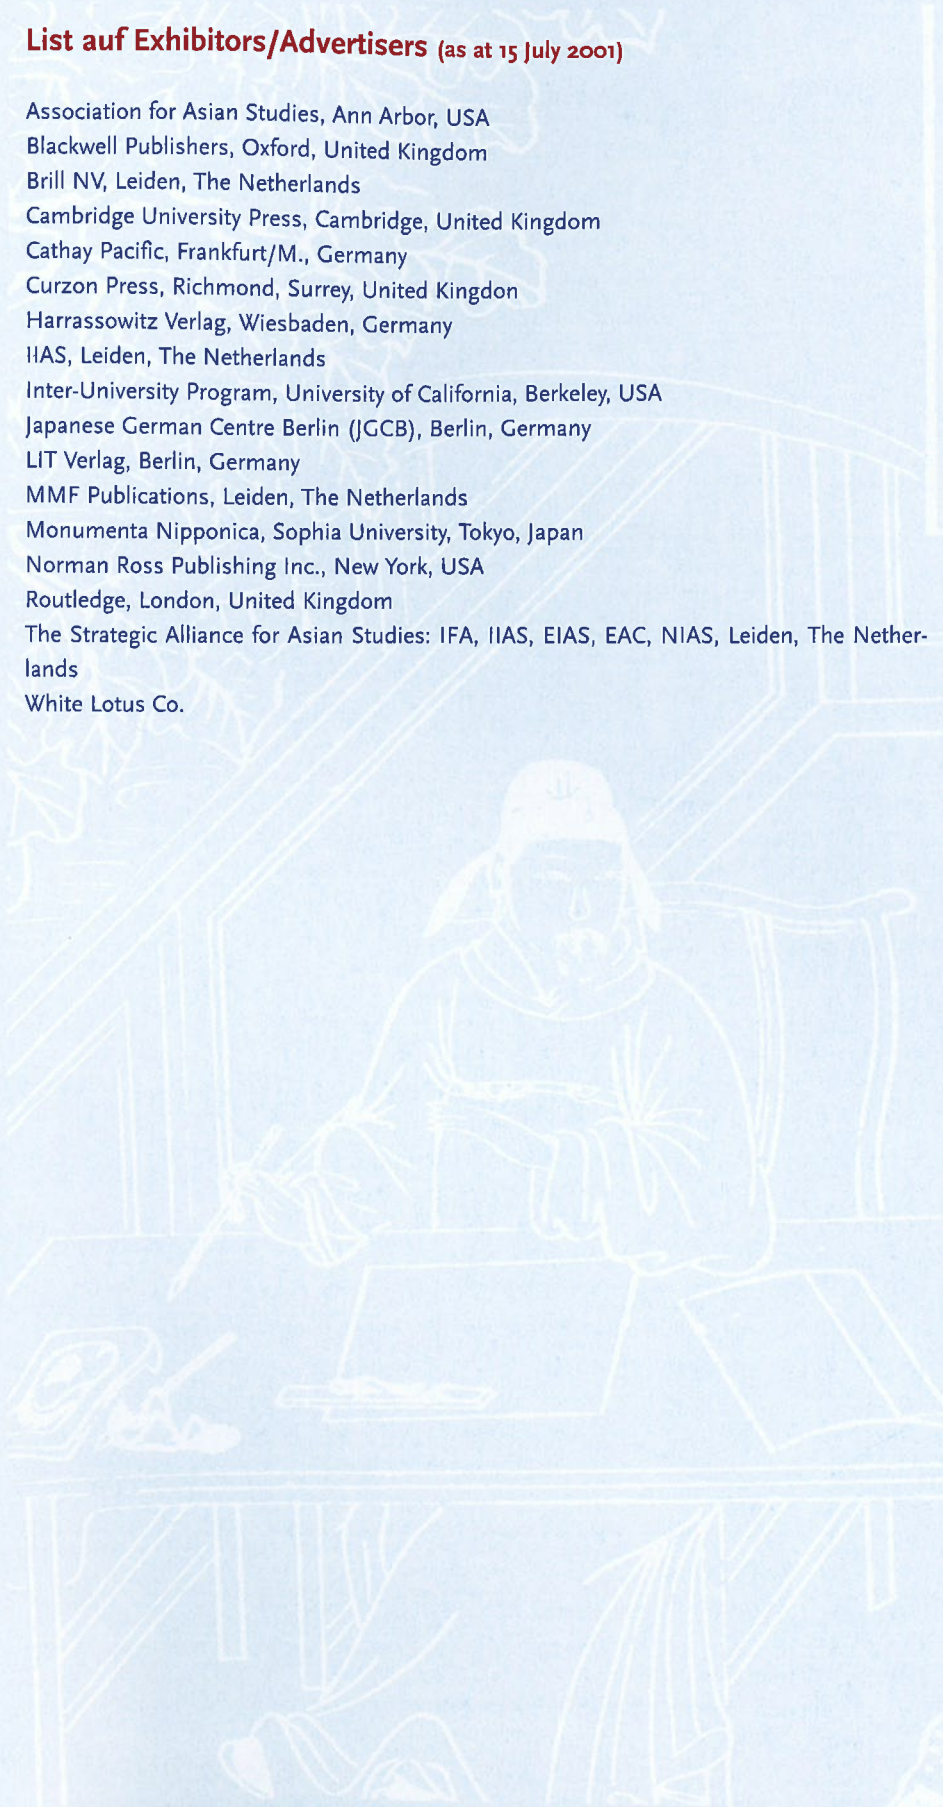 List auf Exhibitors/Advertisers (as at 15 July 2001)
Association for Asian Studies, Ann Arbor, USA
Blackwell Publishers, Oxford, United Kingdom
Brill NV, Leiden, The Netherlands
Cambridge University Press, Cambridge, United Kingdom
Cathay Pacific, Frankfurt/M., Germany
Curzon Press, Richmond, Surrey, United Kingdon
Harrassowitz Verlag, Wiesbaden, Germany
IIAS, Leiden, The Netherlands
Inter-University Program, University of California, Berkeley, USA
Japanese German Centre Berlin (JGCB), Berlin, Germany
LIT Verlag, Berlin, Germany
MMF Publications, Leiden, The Netherlands
Monumenta Nipponica, Sophia University, Tokyo, Japan
Norman Ross Publishing Inc., New York, USA
Routledge, London, United Kingdom
The Strategic Alliance for Asian Studies: IFA, IIAS, EIAS, EAC, NIAS, Leiden, The Nether-
lands
White Lotus Co.